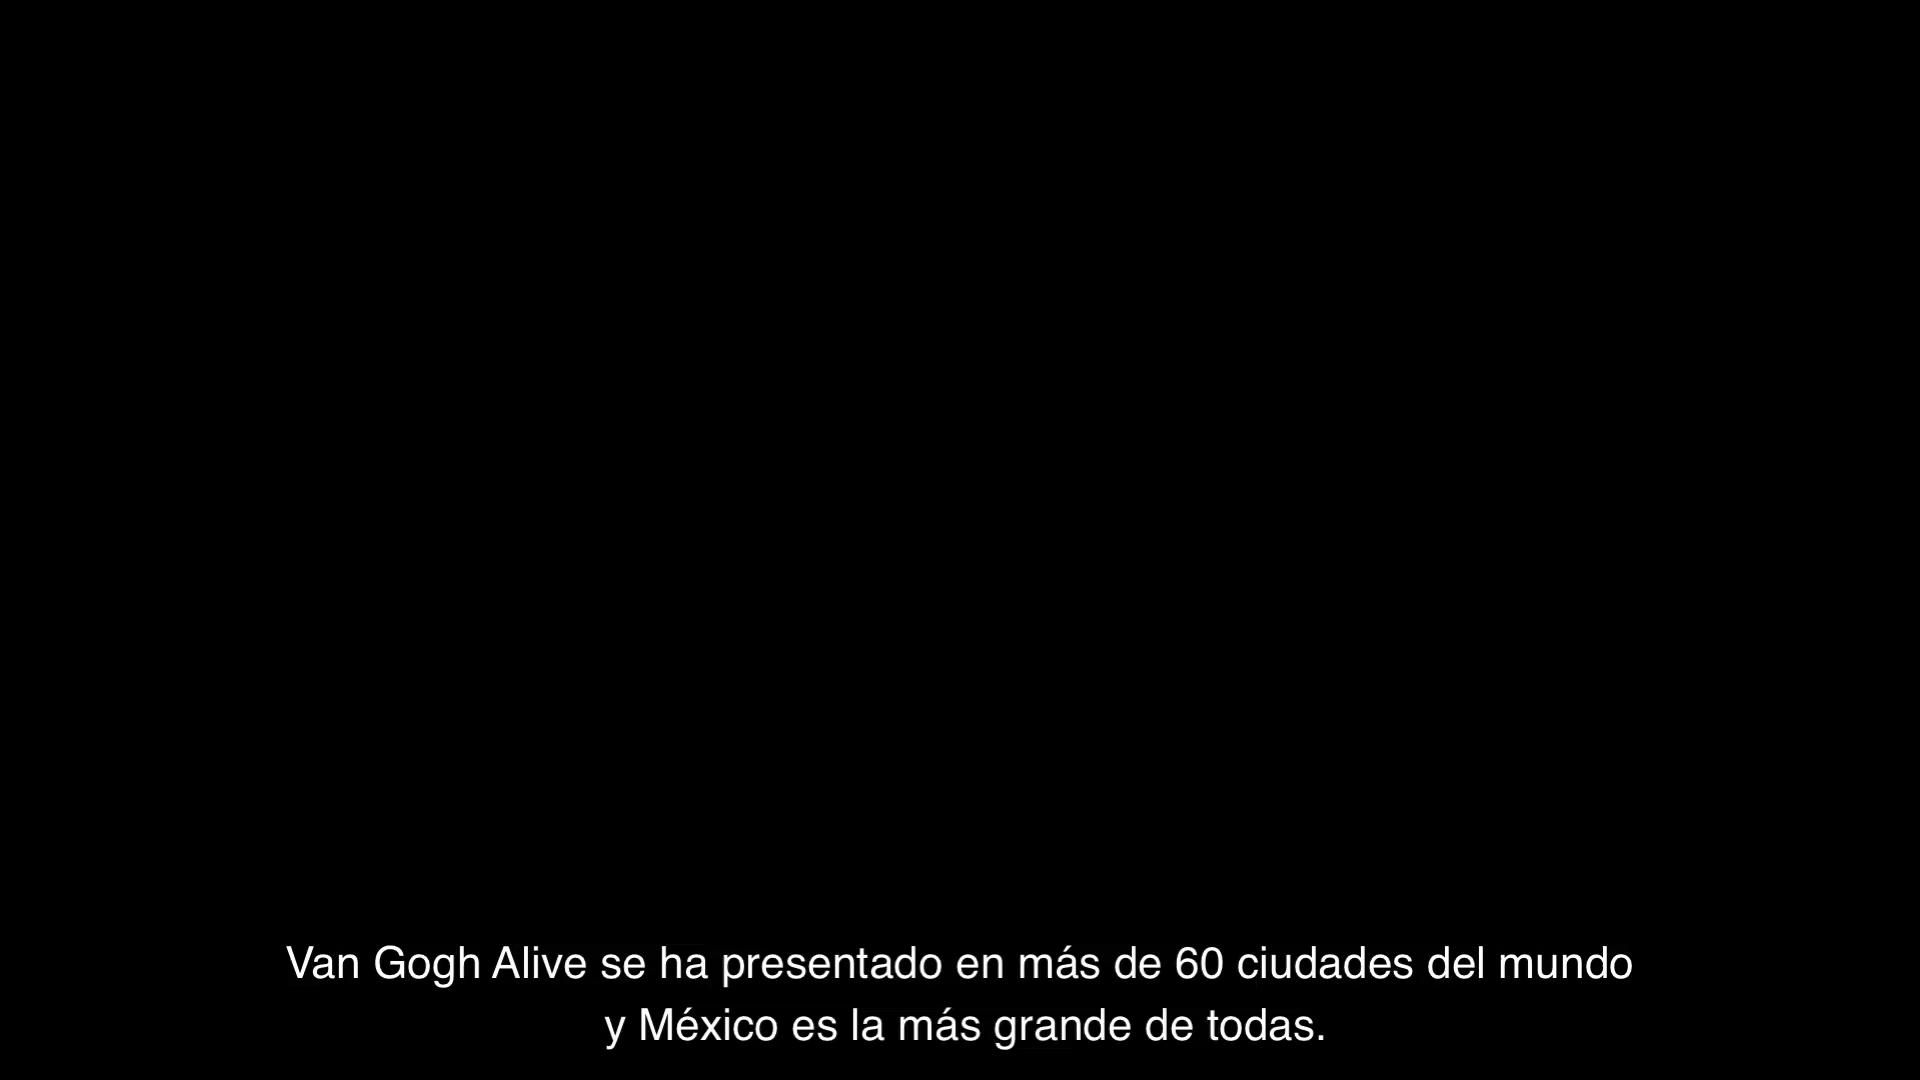 Van Gogh Alive se ha presentado en más de 60 ciudades del mundo
y México es la más grande de todas.